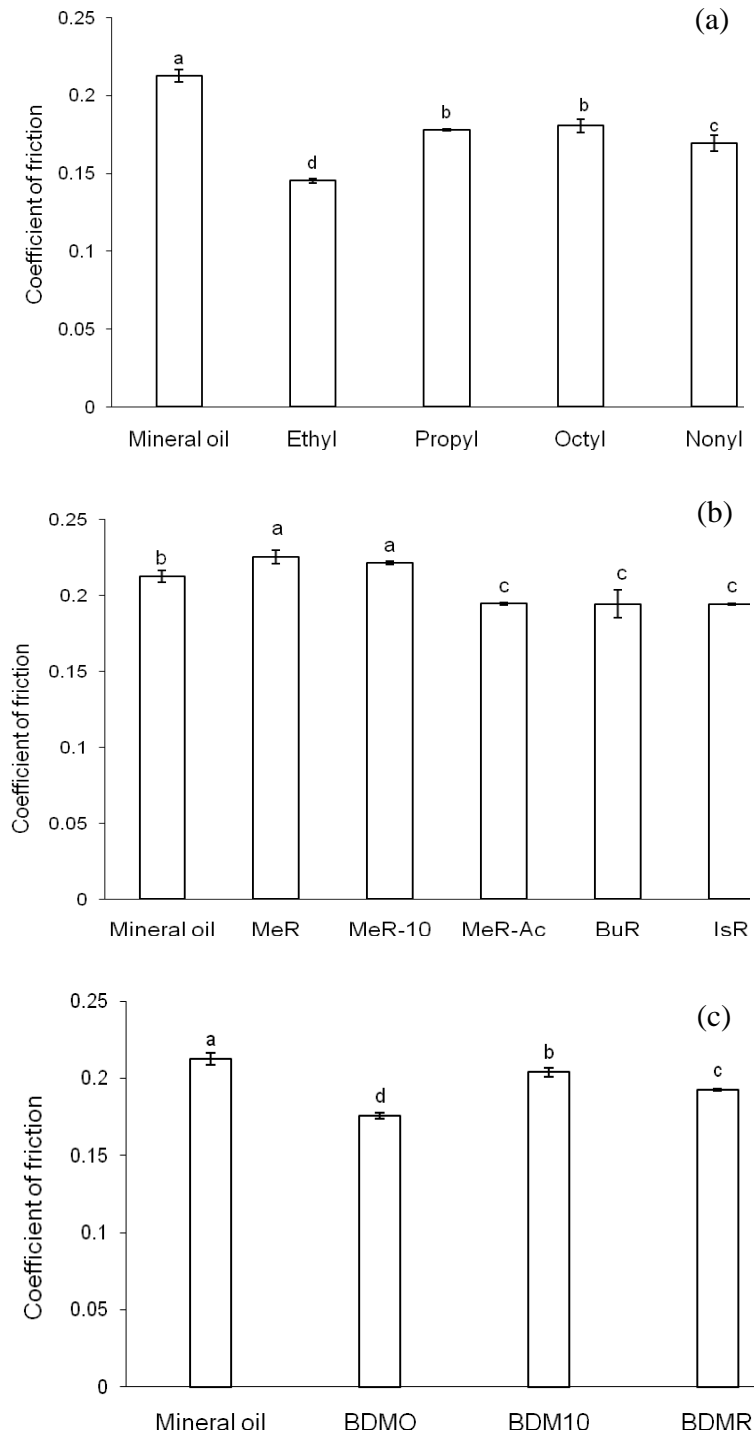 (a)
0.25
0.2
0.15
0.1
0.05
0
Coefficient of friction
a
d
b
b
c
Mineral oil Ethyl Propyl Octyl Nonyl
(b)
0.25
0.2
0.15
0.1
0.05
0
Coefficient of friction
b
a
a
c
c
c
Mineral oil MeR MeR-10 MeR-Ac BuR IsR
(c)
0.25
0.2
0.15
0.1
0.05
0
Coefficient of friction
a
d
b
c
Mineral oil BDMO BDM10 BDMR